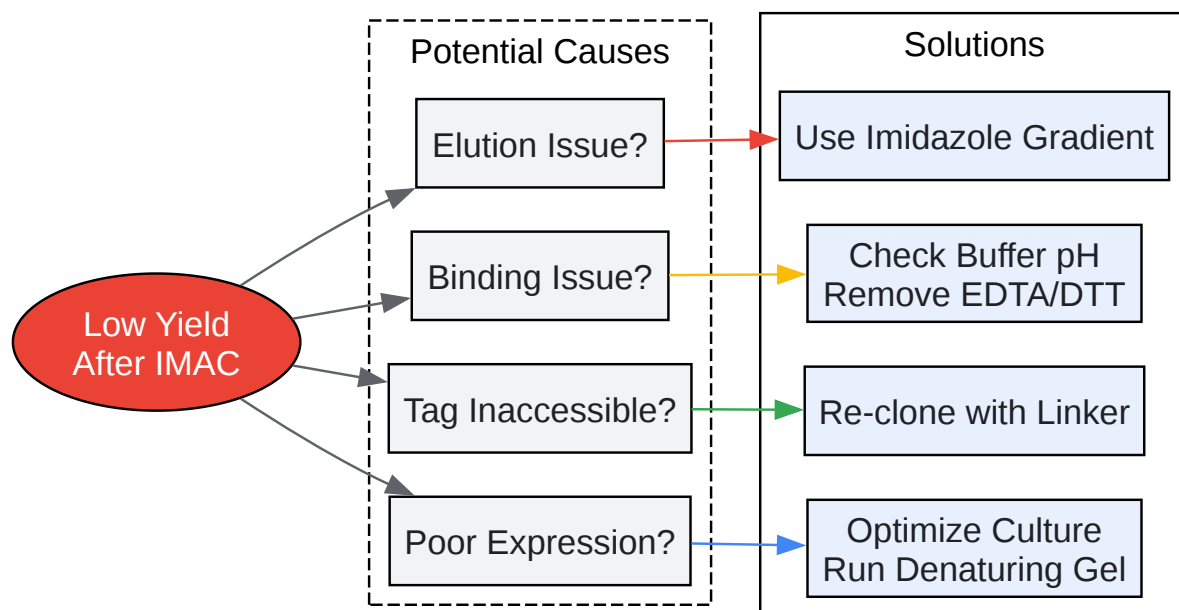 Low Yield
After IMAC
Potential Causes
Elution Issue?
Binding Issue?
Tag Inaccessible?
Poor Expression?
Solutions
Use Imidazole Gradient
Check Buffer pH
Remove EDTA/DTT
Re-clone with Linker
Optimize Culture
Run Denaturing Gel